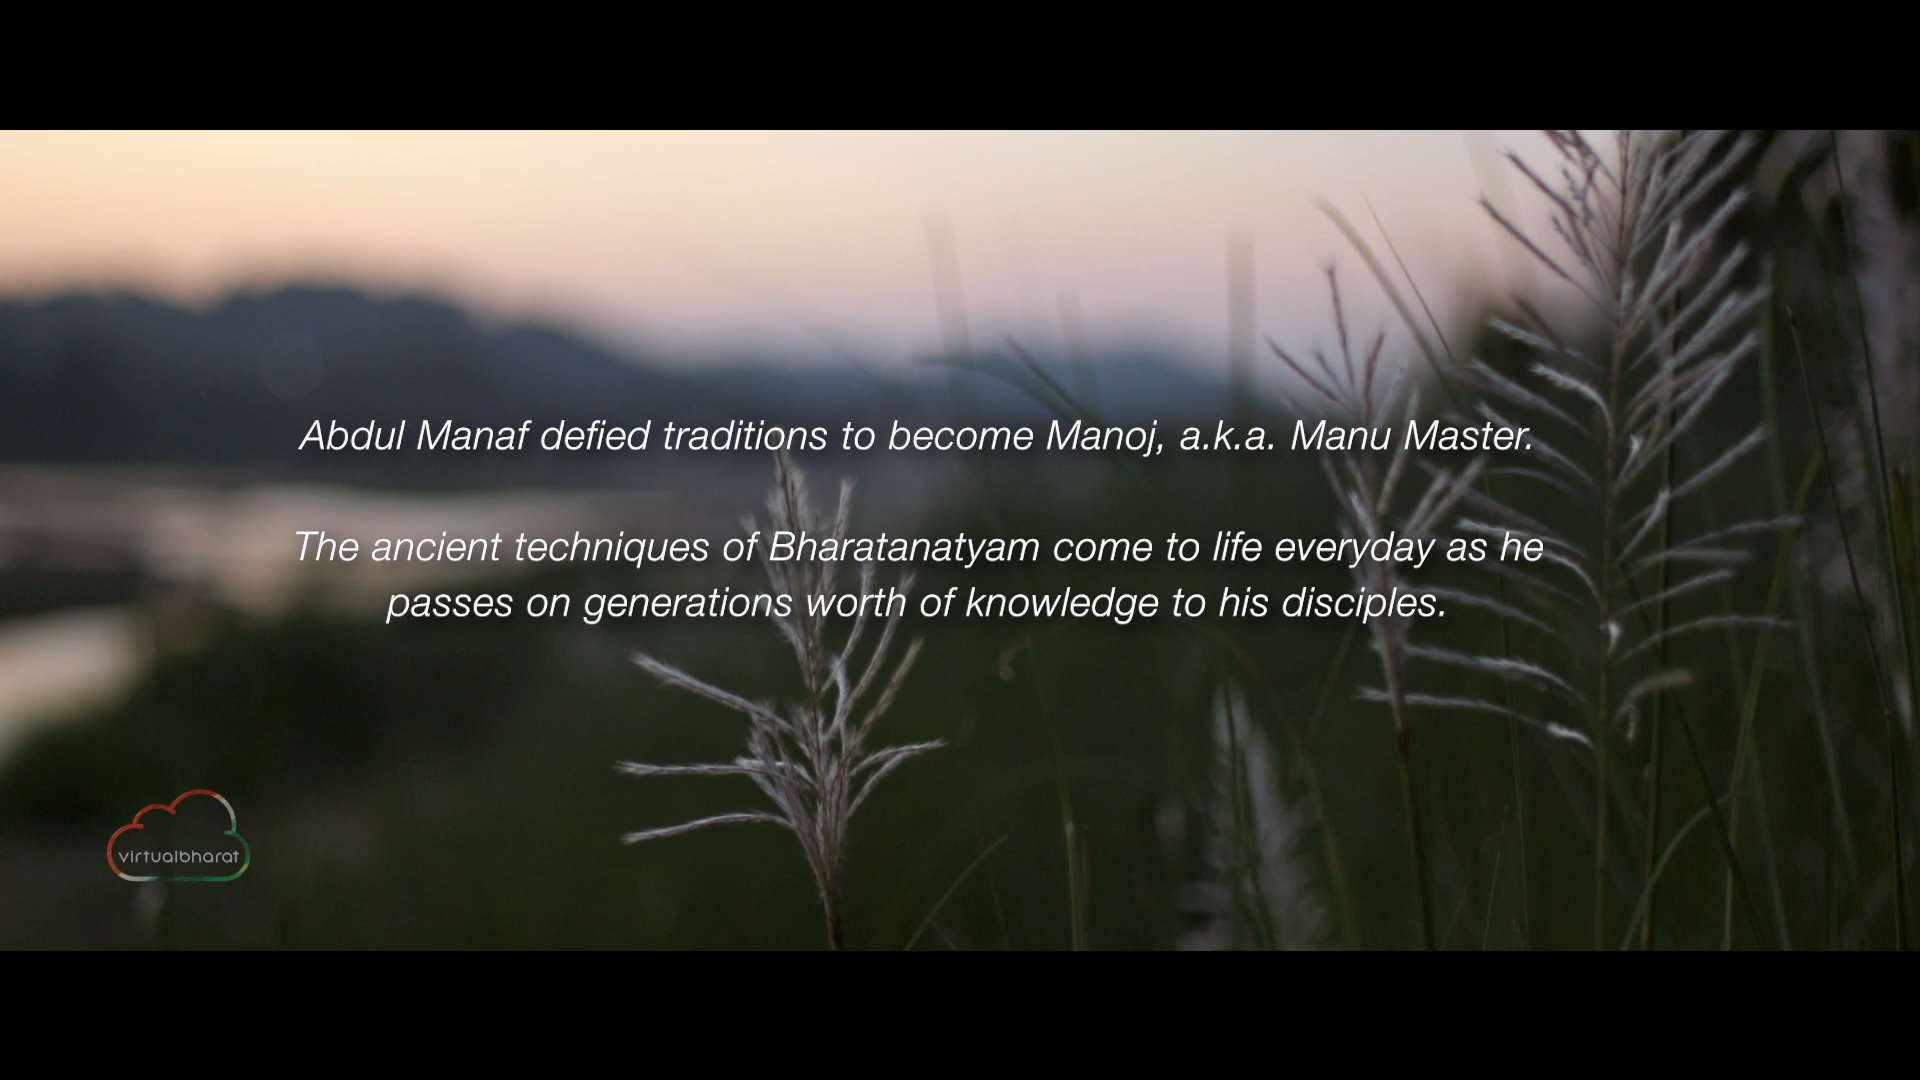 Abdul Manaf defied traditions to become Manoj, a.k.a. Manu Master.
The ancient techniques of Bharatanatyam come to life everyday as he
passes on generations worth of knowledge to his disciples.
virtualbharat